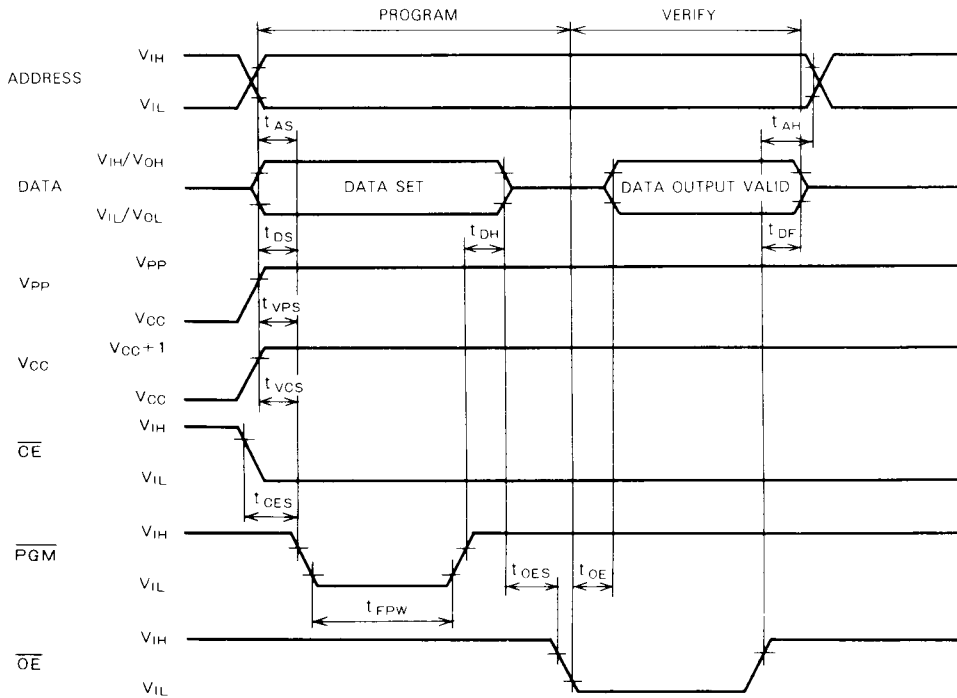 PROGRAM VERIFY
VIH
ADDRESS
VIL
tAS
tAH
VIH/VOH
DATA
DATA SET
DATA OUTPUT VALID
VIL/VOL
tDS
tDH
tDF
VPP
VPP
tVPS
VCC
VCC+1
VCC
tVCS
VCC
VIH
CE
VIL
tCES
VIH
PGM
tOES
tOE
VIL
tFPW
VIH
OE
VIL